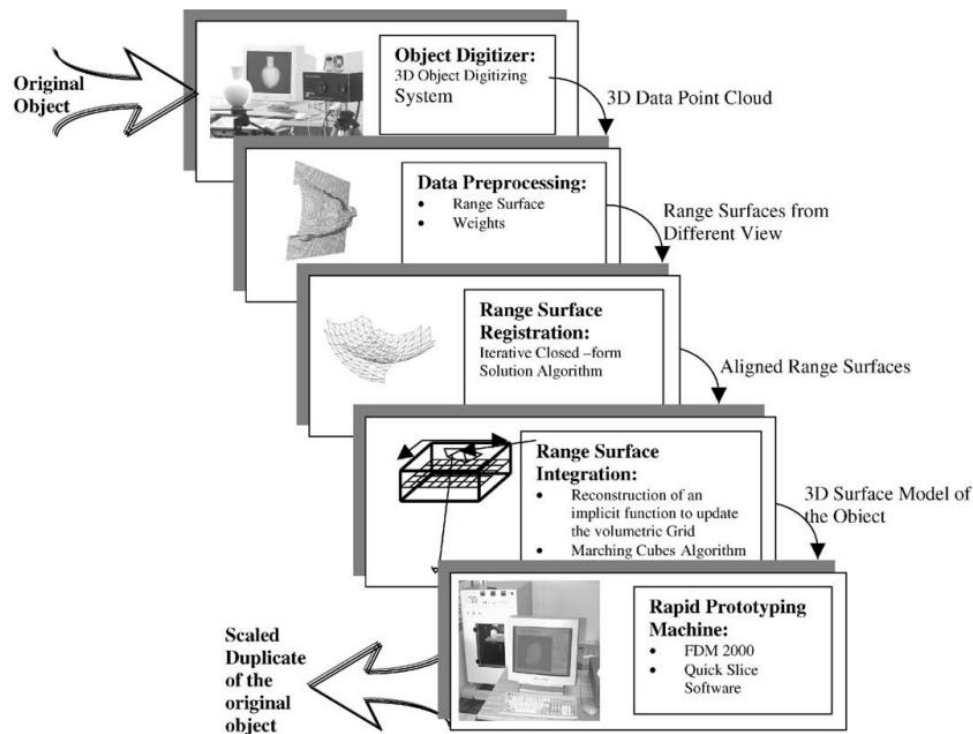 Original
Object
Object Digitizer:
3D Object Digitizing
System
3D Data Point Cloud
Data Preprocessing:
• Range Surface
• Weights
Range Surfaces from
Different View
Range Surface
Registration:
Iterative Closed –form
Solution Algorithm
Aligned Range Surfaces
Range Surface
Integration:
• Reconstruction of an
implicit function to update
the volumetric Grid
• Marching Cubes Algorithm
3D Surface Model of
the Object
Rapid Prototyping
Machine:
• FDM 2000
• Quick Slice
Software
Scaled
Duplicate
of the
original
object